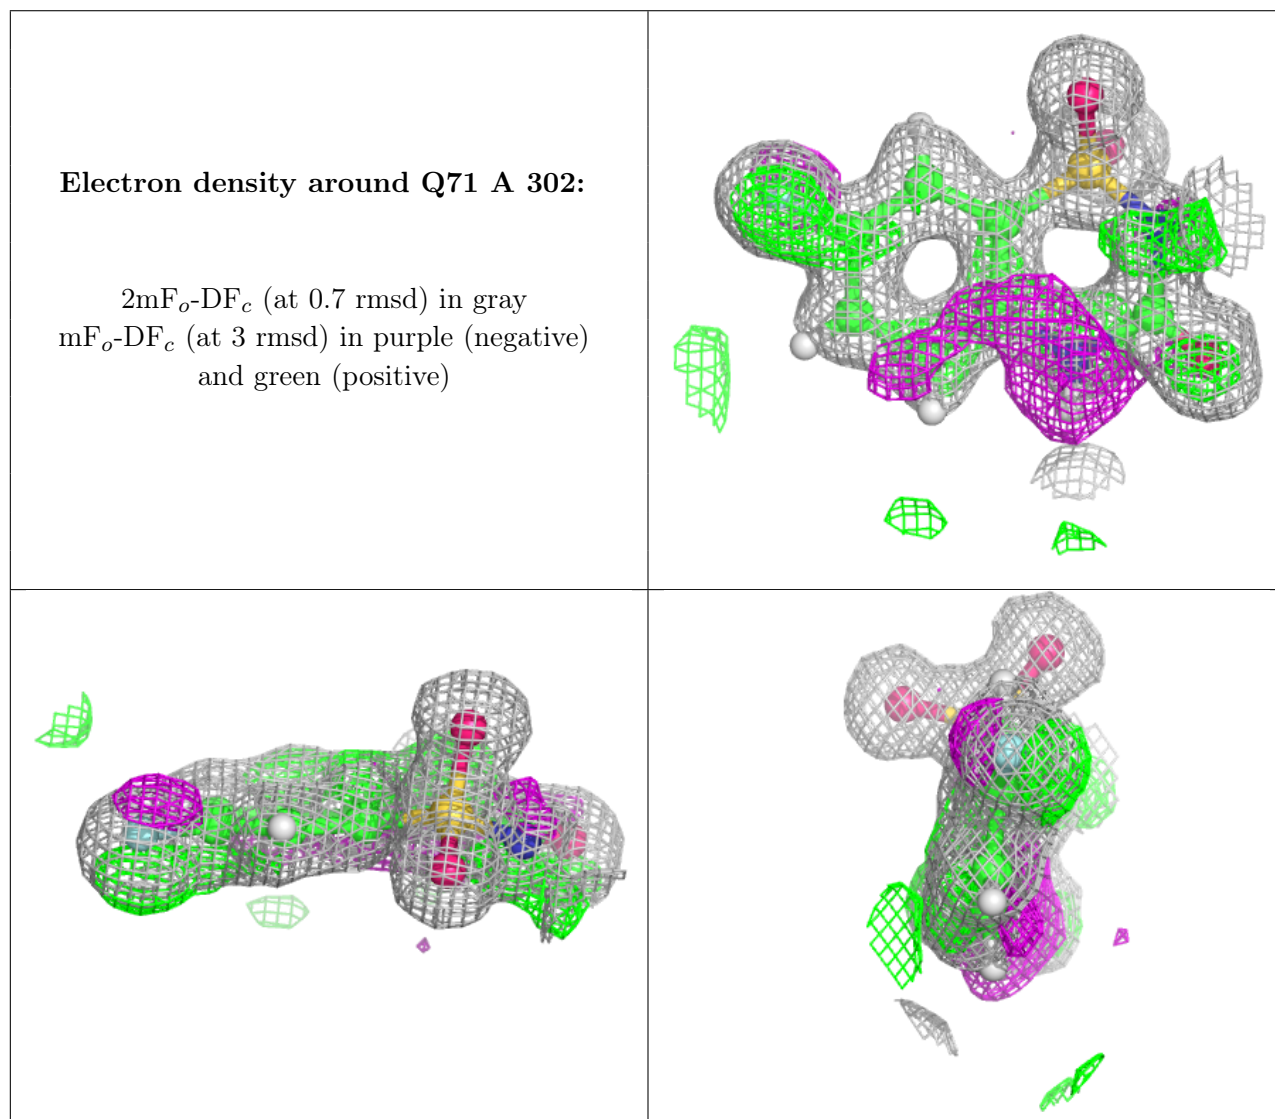 Electron density around Q71 A 302:
2mFₒ-DF𝒸 (at 0.7 rmsd) in gray
mFₒ-DF𝒸 (at 3 rmsd) in purple (negative)
and green (positive)